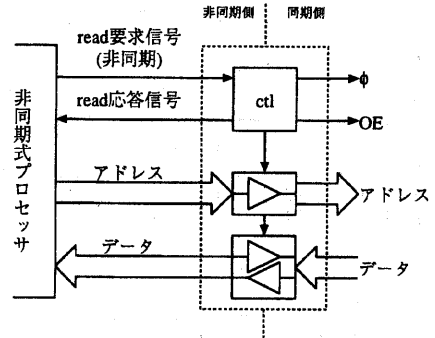 非同期側
同期側
read要求信号
(非同期)
read応答信号
ctl
ϕ
OE
非同期式プロセッサ
アドレス
アドレス
データ
データ